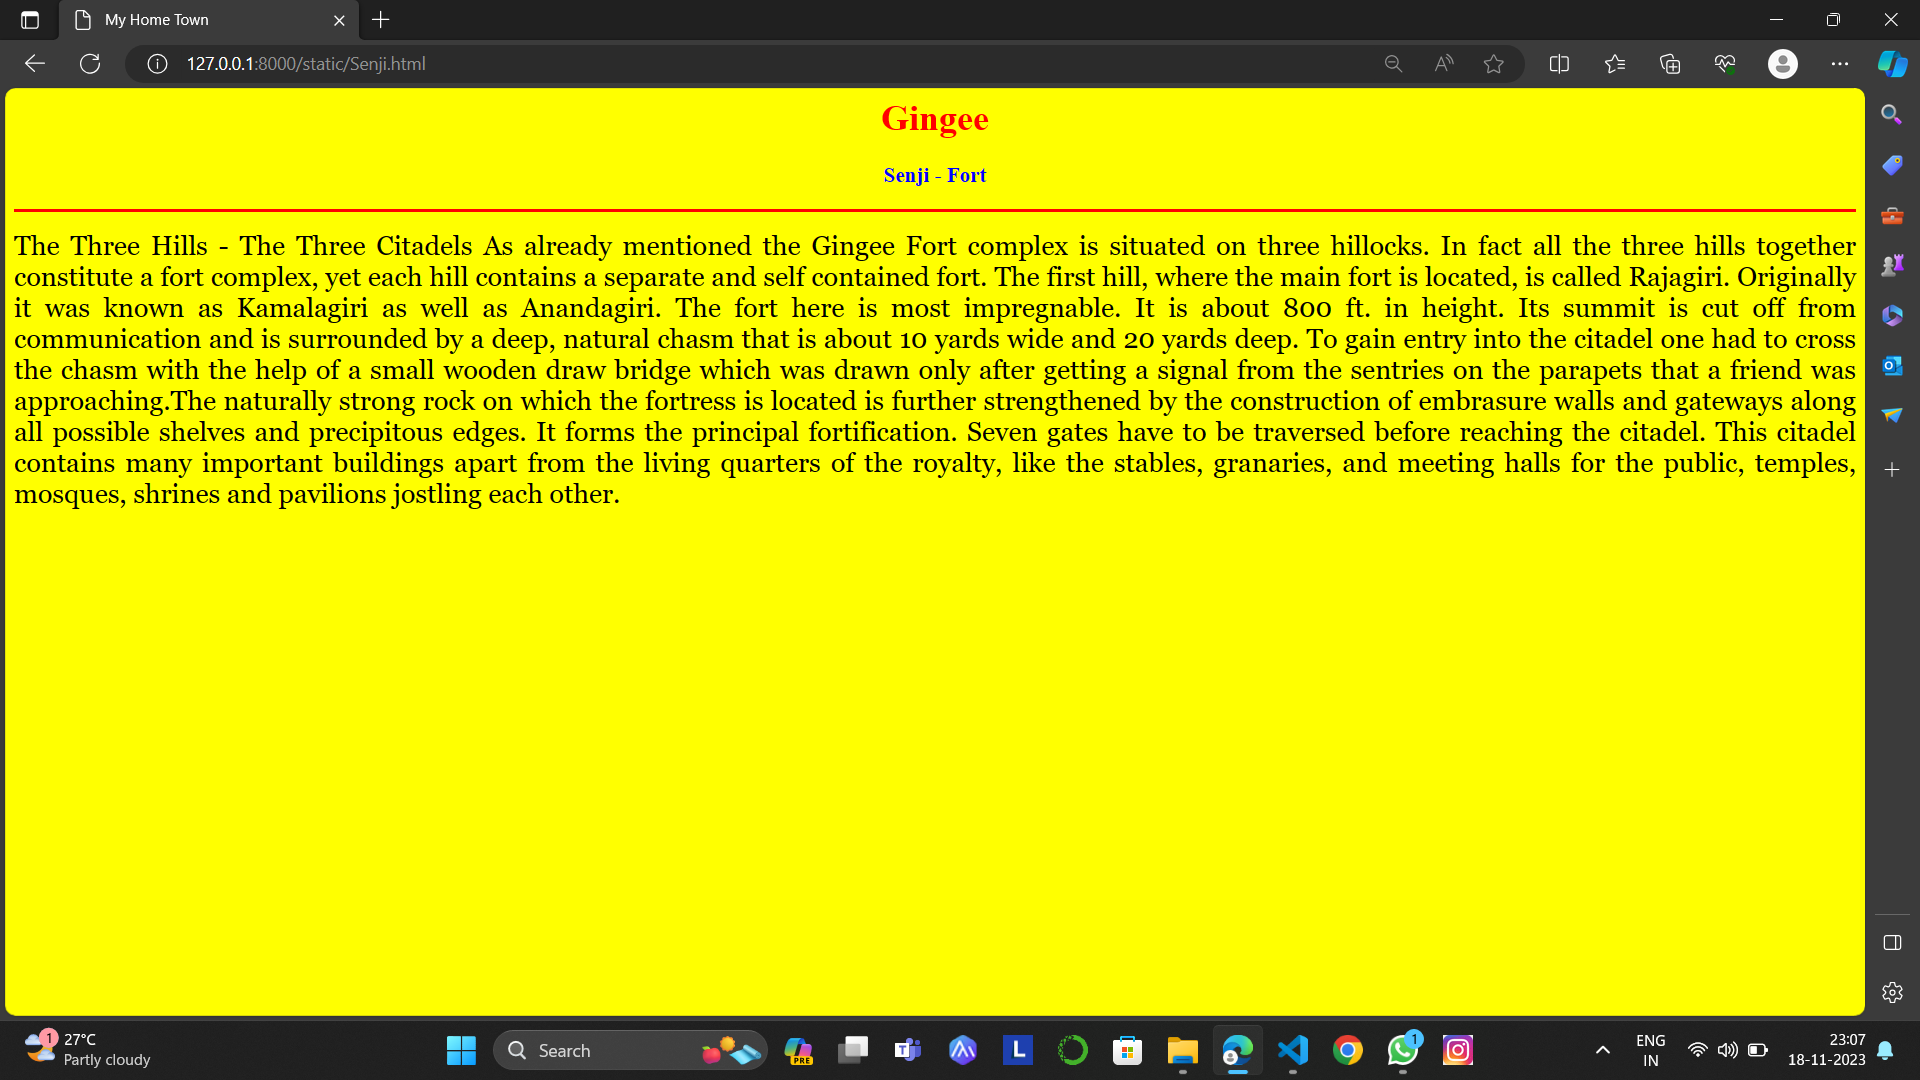 My Home Town
127.0.0.1:8000/static/Senji.html
Gingee
Senji - Fort
The Three Hills - The Three Citadels As already mentioned the Gingee Fort complex is situated on three hillocks. In fact all the three hills together
constitute a fort complex, yet each hill contains a separate and self contained fort. The first hill, where the main fort is located, is called Rajagiri. Originally
it was known as Kamalagiri as well as Anandagiri. The fort here is most impregnable. It is about 800 ft. in height. Its summit is cut off from
communication and is surrounded by a deep, natural chasm that is about 10 yards wide and 20 yards deep. To gain entry into the citadel one had to cross
the chasm with the help of a small wooden draw bridge which was drawn only after getting a signal from the sentries on the parapets that a friend was
approaching.The naturally strong rock on which the fortress is located is further strengthened by the construction of embrasure walls and gateways along
all possible shelves and precipitous edges. It forms the principal fortification. Seven gates have to be traversed before reaching the citadel. This citadel
contains many important buildings apart from the living quarters of the royalty, like the stables, granaries, and meeting halls for the public, temples,
mosques, shrines and pavilions jostling each other.
1
27°C
Partly cloudy
Search
PRE
T
L
1
ENG
IN
23:07
18-11-2023